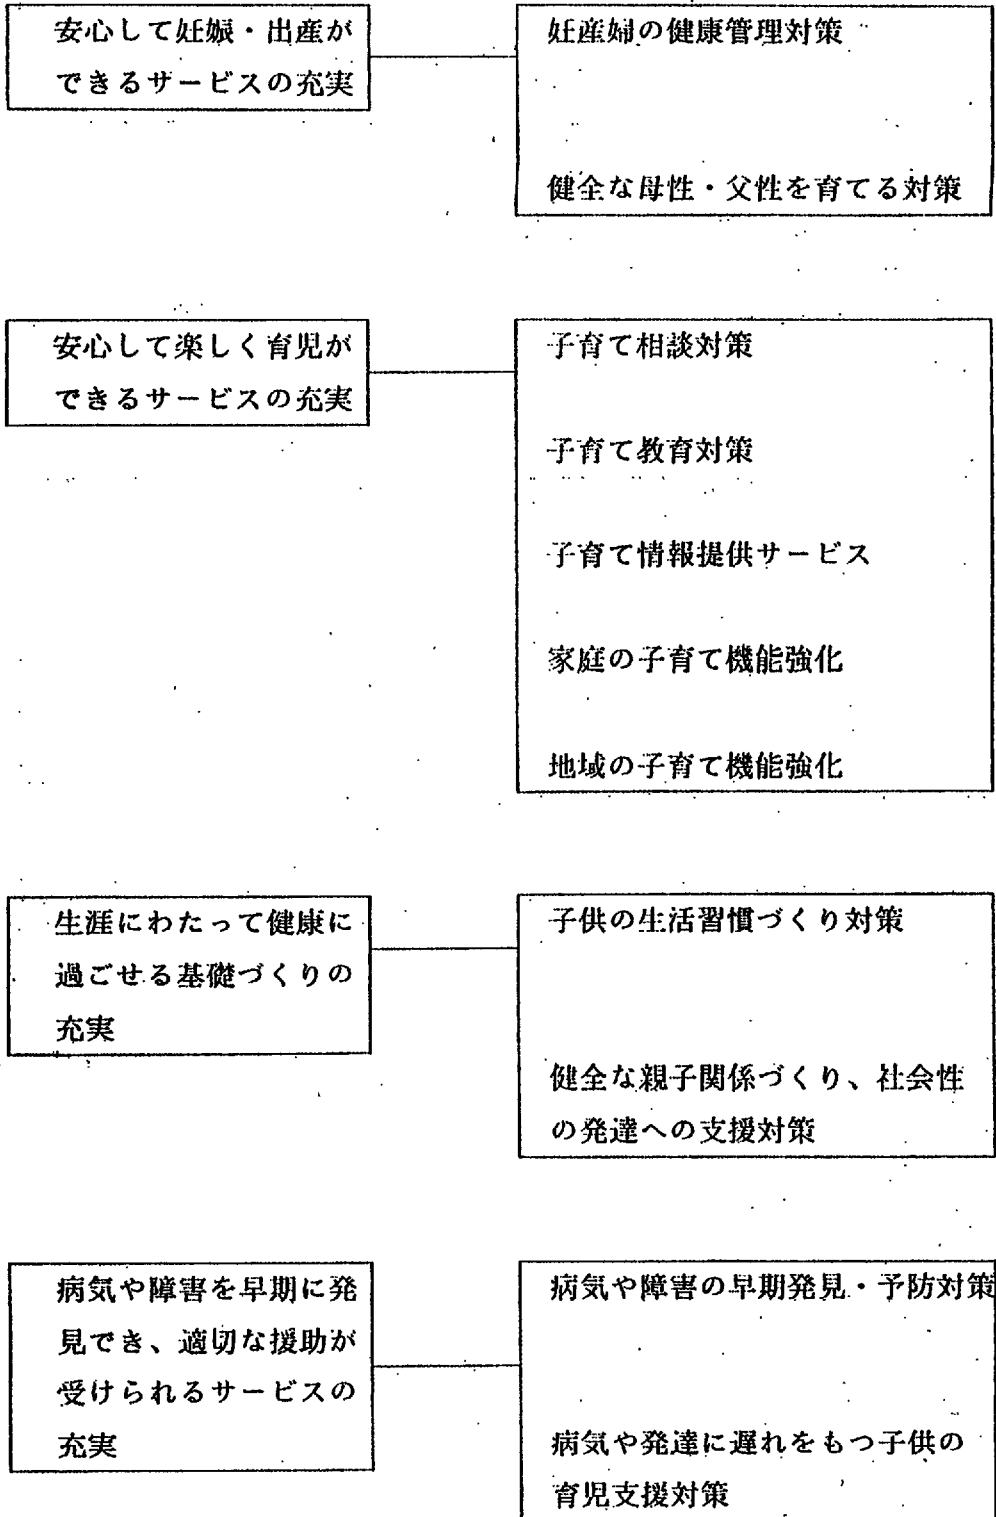 安心して妊娠・出産が
できるサービスの充実
妊産婦の健康管理対策
健全な母性・父性を育てる対策
安心して楽しく育児が
できるサービスの充実
子育て相談対策
子育て教育対策
子育て情報提供サービス
家庭の子育て機能強化
地域の子育て機能強化
生涯にわたって健康に
過ごせる基礎づくりの
充実
子供の生活習慣づくり対策
健全な親子関係づくり、社会性
の発達への支援対策
病気や障害を早期に発
見でき、適切な援助が
受けられるサービスの
充実
病気や障害の早期発見・予防対策
病気や発達に遅れをもつ子供の
育児支援対策